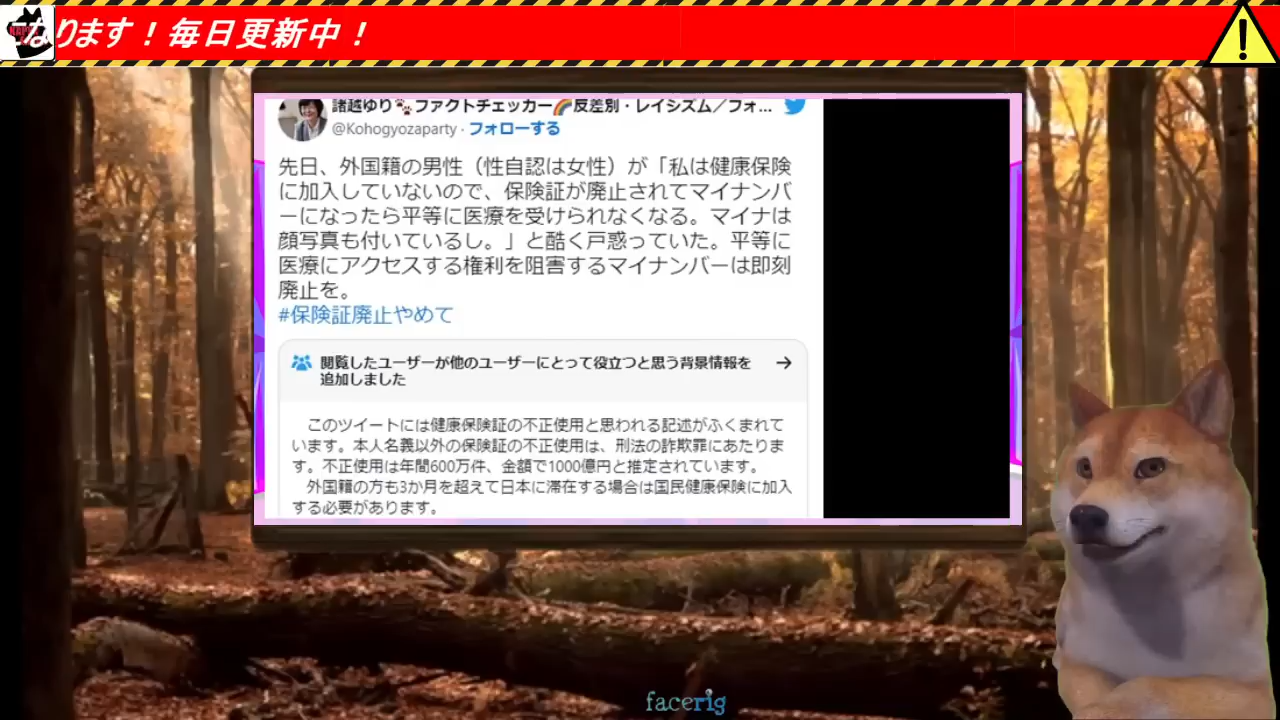 なります！毎日更新中！
諸越ゆり🐾ファクトチェッカー🌈反差別・レイシズム／フォ...
@Kohogyozaparty · フォローする
先日、外国籍の男性（性自認は女性）が「私は健康保険
に加入していないので、保険証が廃止されてマイナンバ
ーになったら平等に医療を受けられなくなる。マイナは
顔写真も付いているし。」と酷く戸惑っていた。平等に
医療にアクセスする権利を阻害するマイナンバーは即刻
廃止を。
#保険証廃止やめて
閲覧したユーザーが他のユーザーにとって役立つと思う背景情報を
追加しました
このツイートには健康保険証の不正使用と思われる記述がふくまれて
います。本人名義以外の保険証の不正使用は、刑法の詐欺罪にあたりま
す。不正使用は年間600万件、金額で1000億円と推定されています。
外国籍の方も3か月を超えて日本に滞在する場合は国民健康保険に加入
する必要があります。
facerig